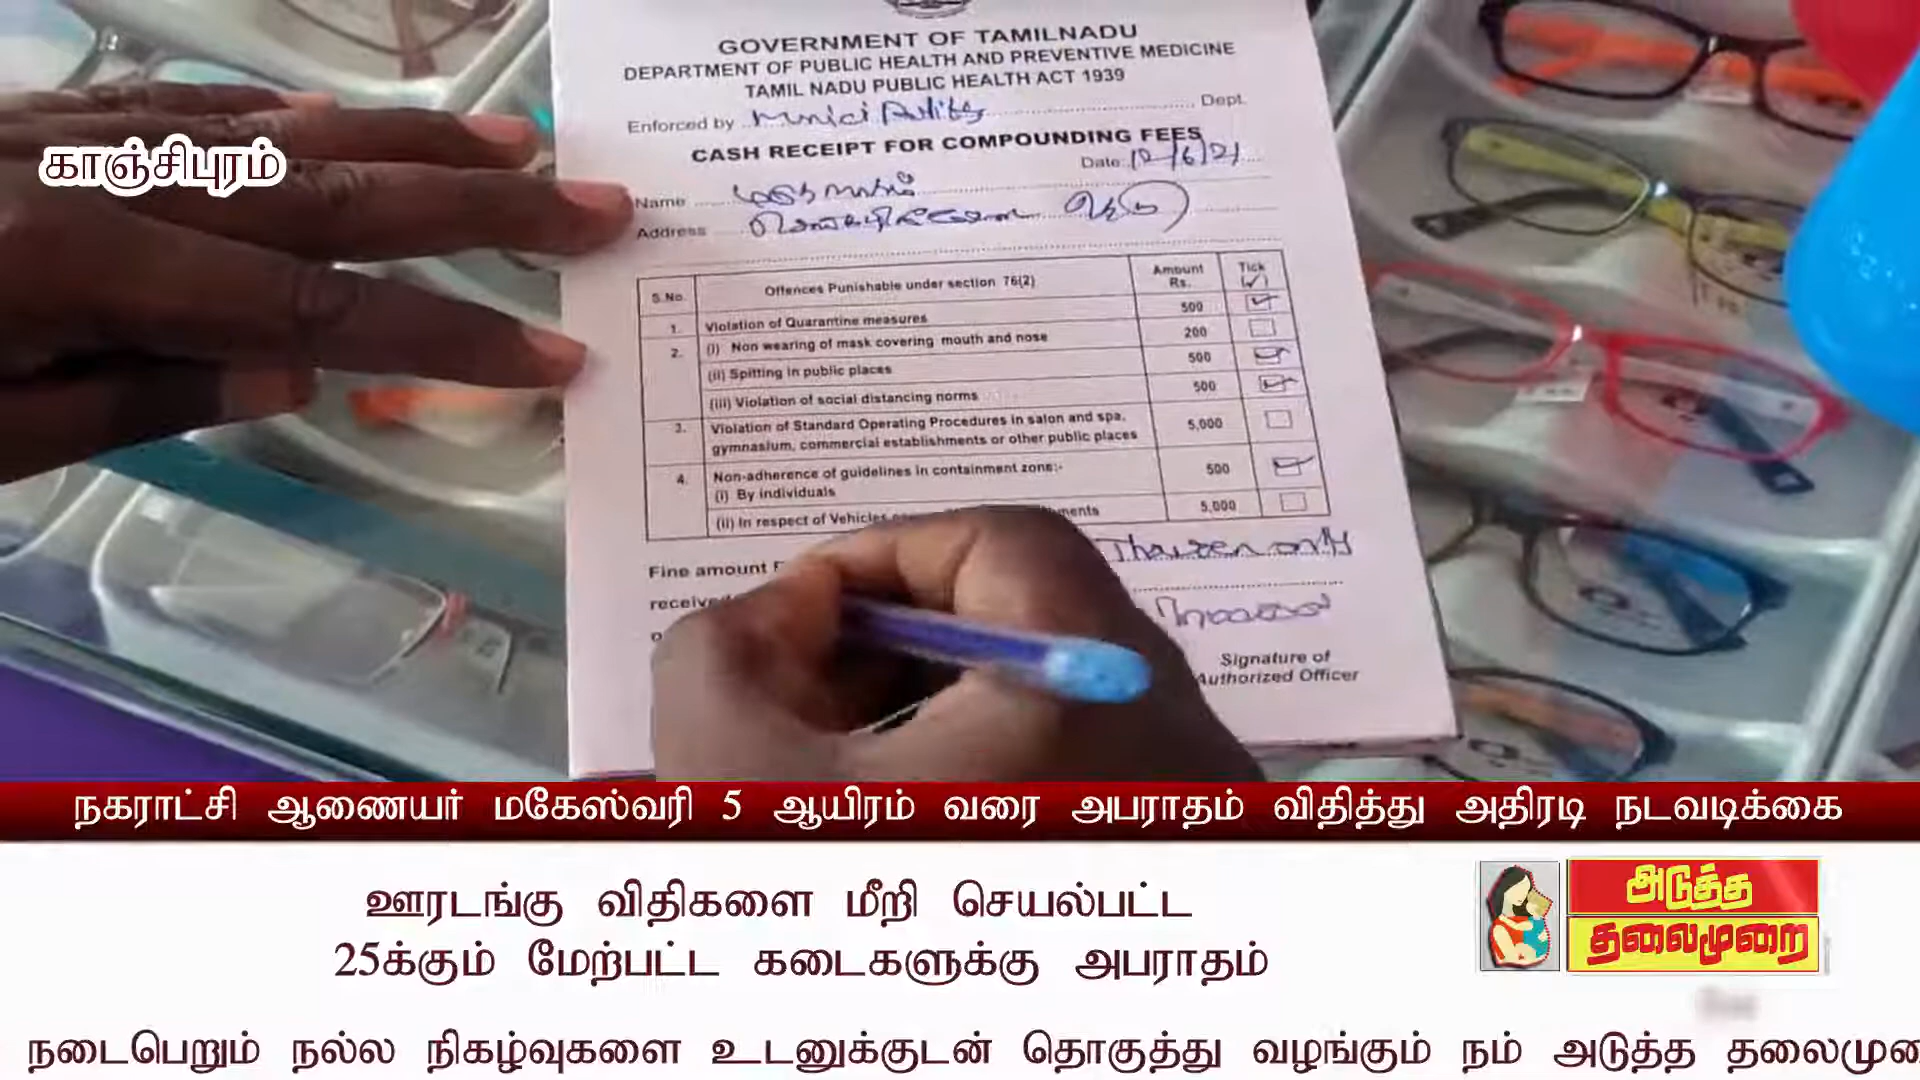 GOVERNMENT OF TAMILNADU
DEPARTMENT OF PUBLIC HEALTH AND PREVENTIVE MEDICINE
TAMIL NADU PUBLIC HEALTH ACT 1939
Enforced by Dept.
CASH RECEIPT FOR COMPOUNDING FEES
Date: 12/6/21
காஞ்சிபுரம்
Name
Address
S.No. Offences Punishable under section 76(2) Amount Rs. Tick (✓)
1. Violation of Quarantine measures 500
2. (i) Non wearing of mask covering mouth and nose 200
(ii) Spitting in public places 500
(iii) Violation of social distancing norms 500
3. Violation of Standard Operating Procedures in salon and spa, 5,000
gymnasium, commercial establishments or other public places
4. Non-adherence of guidelines in containment zone:- 500
(i) By individuals
(ii) In respect of Vehicles 5,000
Fine amount only
Signature of
Authorized Officer
நகராட்சி ஆணையர் மகேஸ்வரி 5 ஆயிரம் வரை அபராதம் விதித்து அதிரடி நடவடிக்கை
ஊரடங்கு விதிகளை மீறி செயல்பட்ட
25க்கும் மேற்பட்ட கடைகளுக்கு அபராதம்
அடுத்த
தலைமுறை
நடைபெறும் நல்ல நிகழ்வுகளை உடனுக்குடன் தொகுத்து வழங்கும் நம் அடுத்த